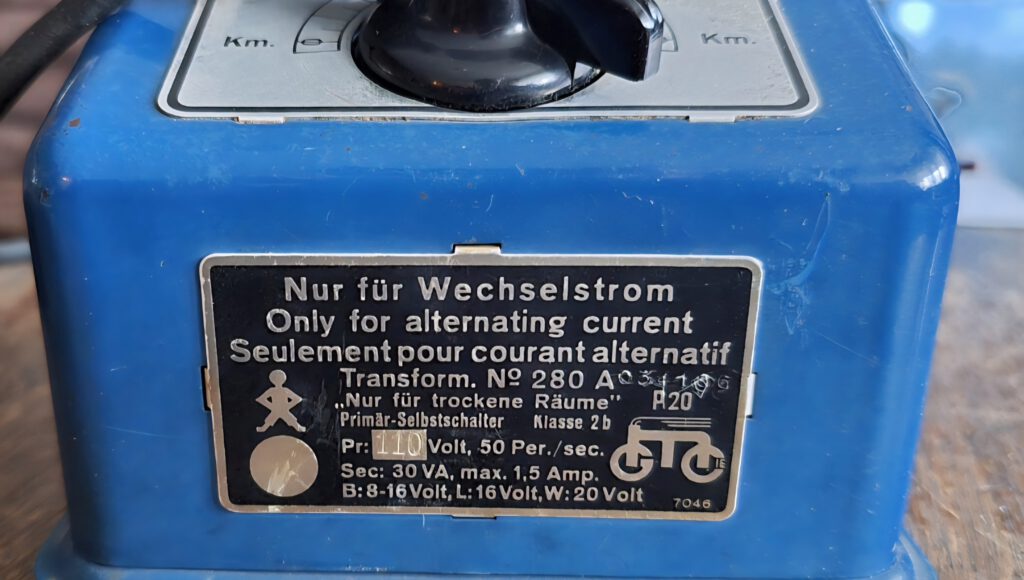 Km. Km.
Nur für Wechselstrom
Only for alternating current
Seulement pour courant alternatif
Transform. Nº 280 A
„Nur für trockene Räume"
Primär-Selbstschalter Klasse 2b
Pr: 110 Volt, 50 Per./sec.
Sec: 30 VA, max. 1,5 Amp.
B: 8-16 Volt, L: 16 Volt, W: 20 Volt
7046